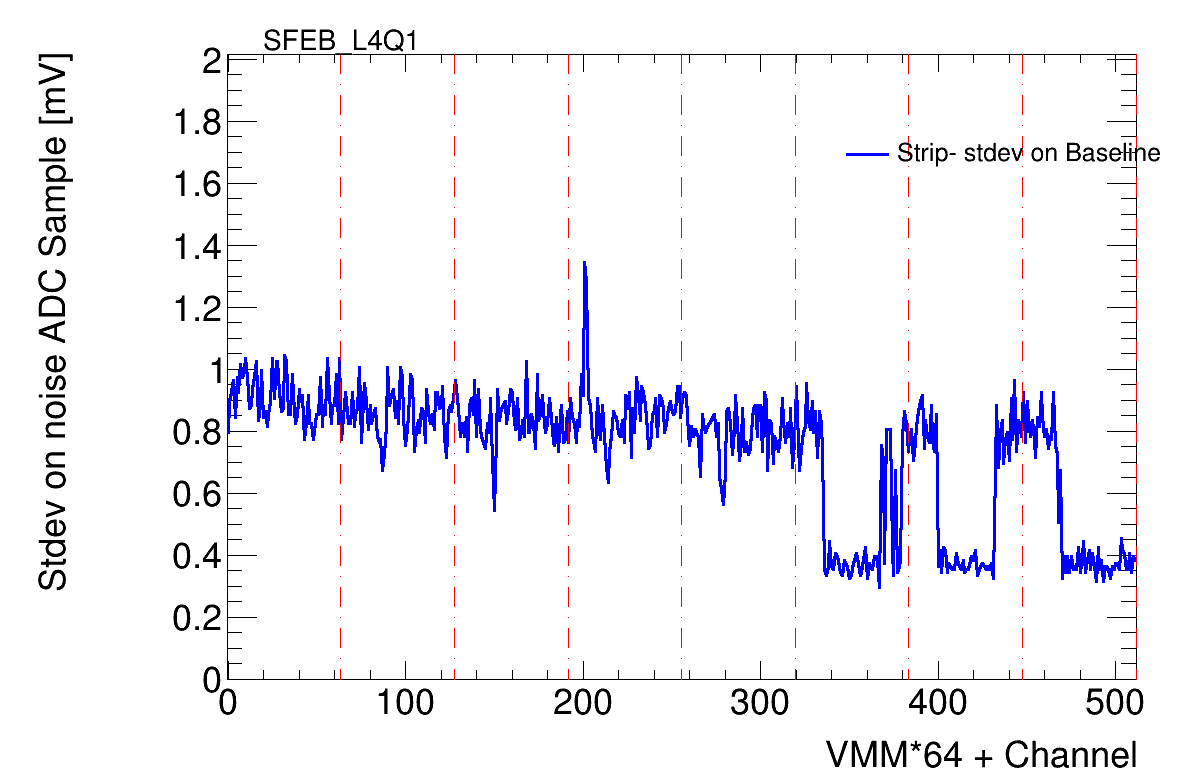 SFEB_L4Q1
Stdev on noise ADC Sample [mV]
2
1.8
1.6
1.4
1.2
1
0.8
0.6
0.4
0.2
0
Strip- stdev on Baseline
0 100 200 300 400 500
VMM*64 + Channel